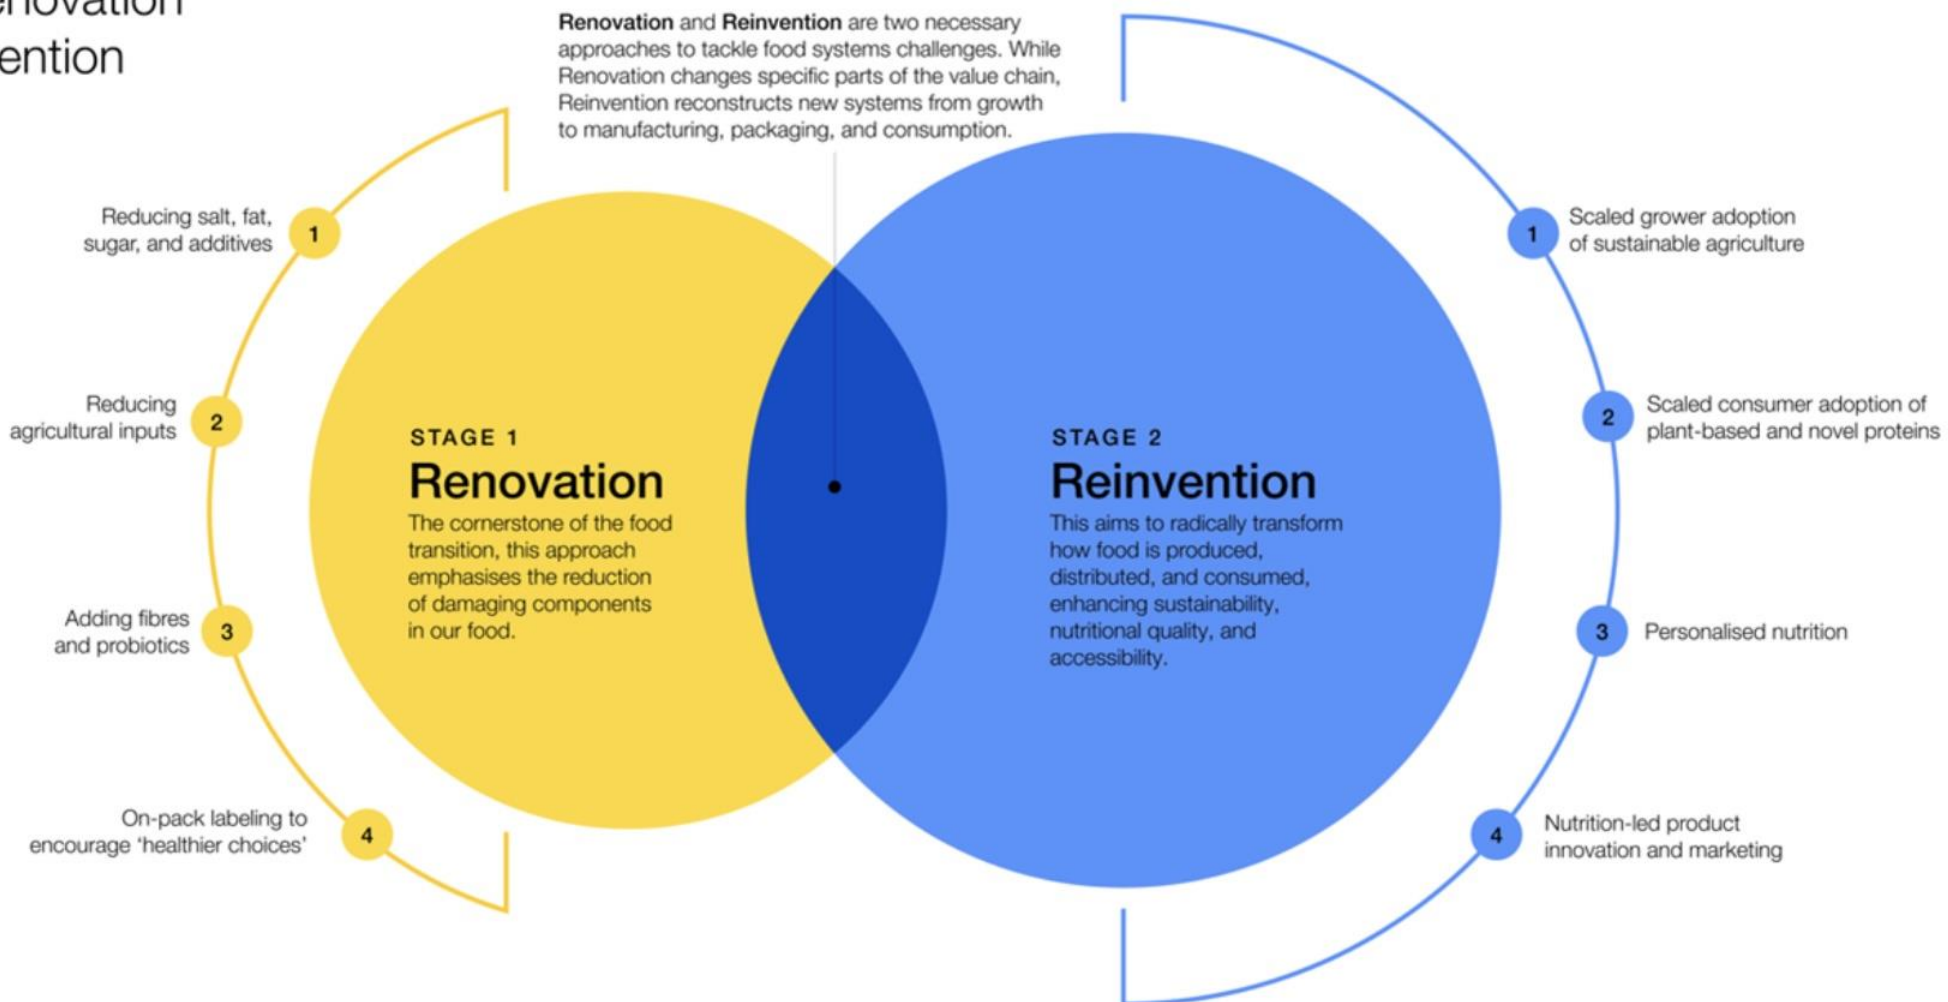 ention
Renovation and Reinvention are two necessary
approaches to tackle food systems challenges. While
Renovation changes specific parts of the value chain,
Reinvention reconstructs new systems from growth
to manufacturing, packaging, and consumption.
1
Reducing salt, fat,
sugar, and additives
2
Reducing
agricultural inputs
3
Adding fibres
and probiotics
4
On-pack labeling to
encourage ‘healthier choices’
STAGE 1
Renovation
The cornerstone of the food
transition, this approach
emphasises the reduction
of damaging components
in our food.
STAGE 2
Reinvention
This aims to radically transform
how food is produced,
distributed, and consumed,
enhancing sustainability,
nutritional quality, and
accessibility.
1
Scaled grower adoption
of sustainable agriculture
2
Scaled consumer adoption of
plant-based and novel proteins
3
Personalised nutrition
4
Nutrition-led product
innovation and marketing